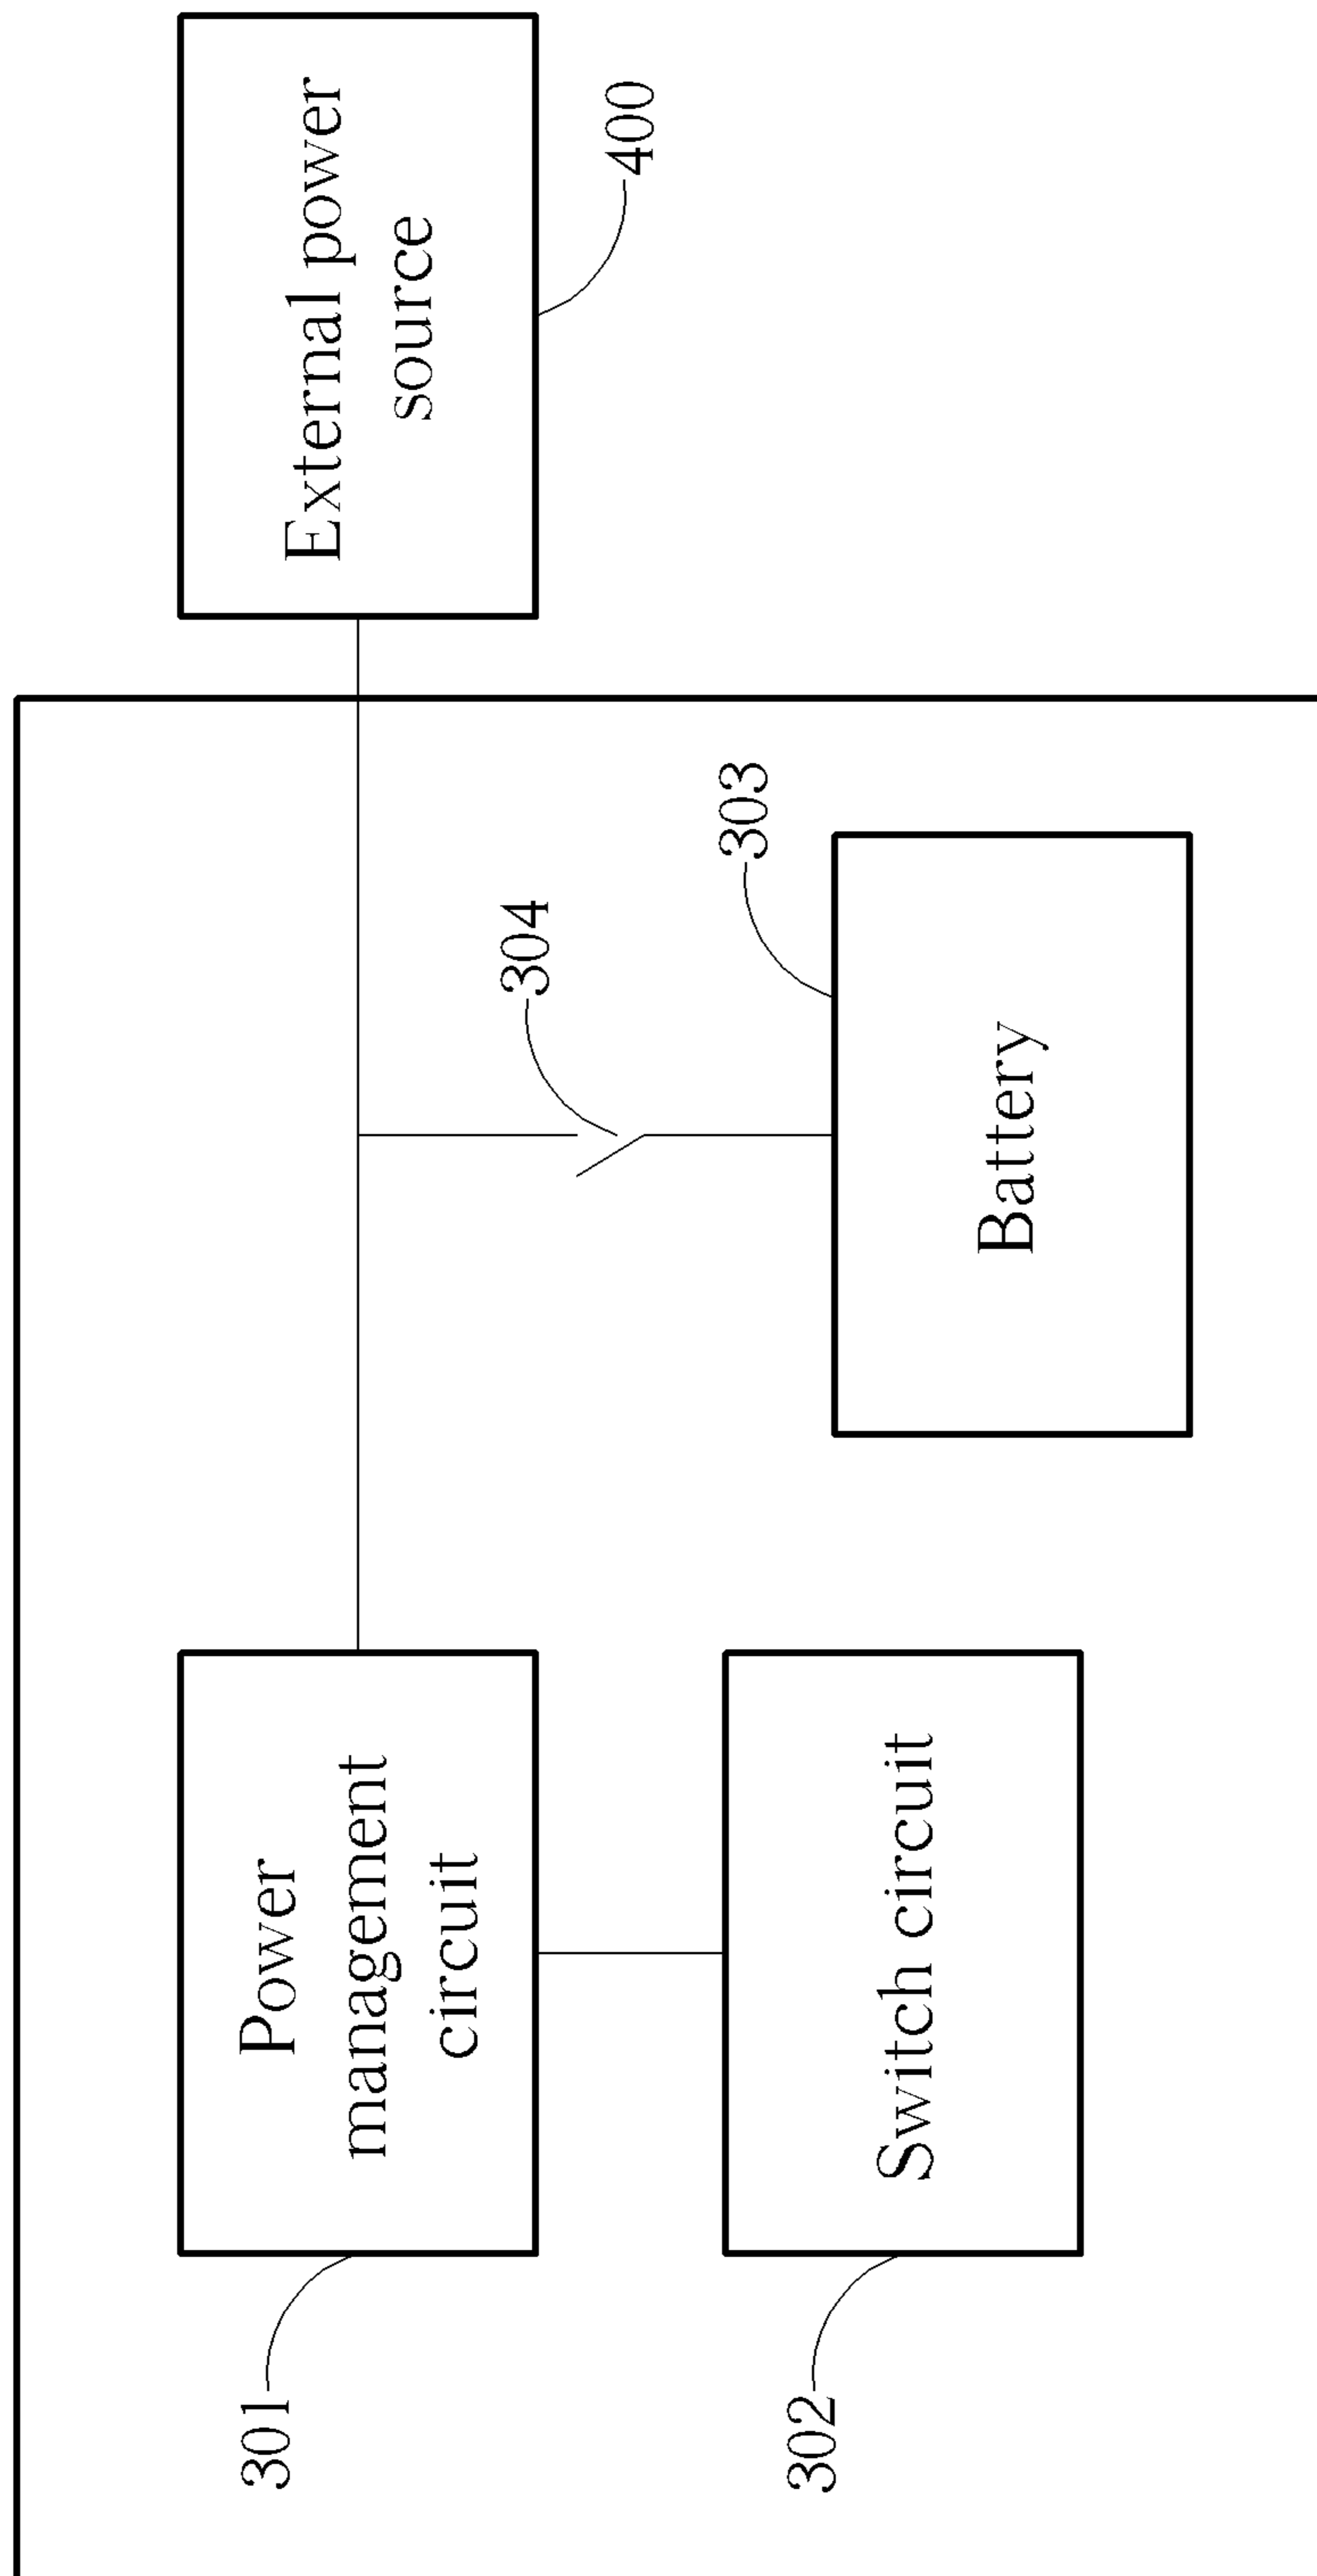 301
Power
management
circuit
External power
source
400
304
303
Battery
302
Switch circuit